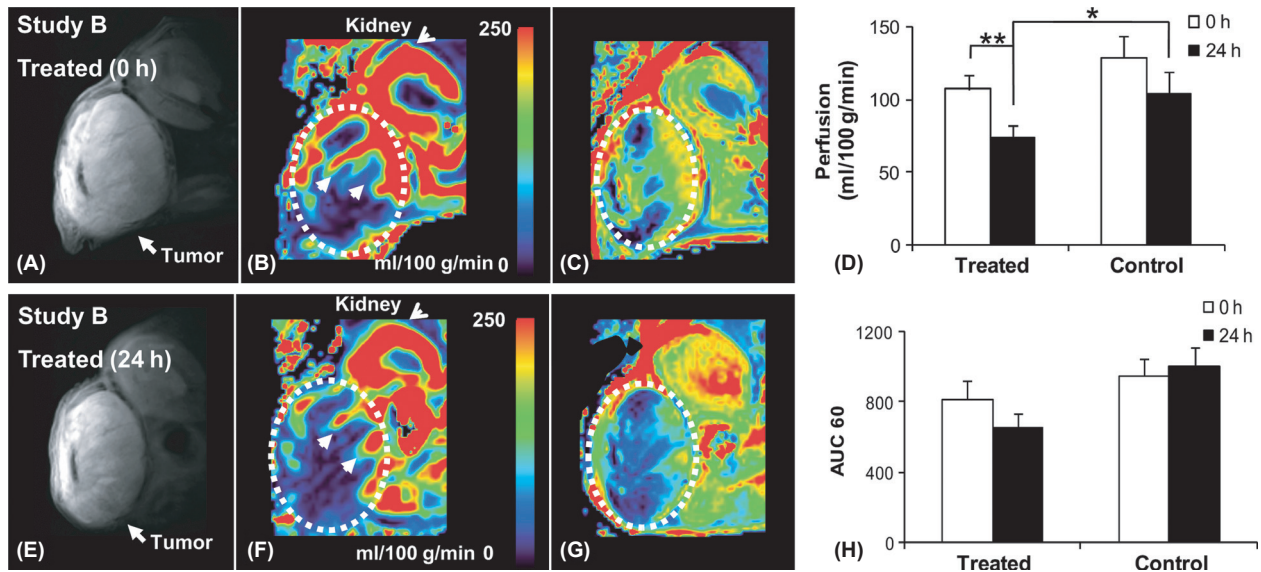 Study B
Treated (0 h)
Tumor
(A)
Kidney
250
ml/100 g/min 0
(B)
(C)
Perfusion
(ml/100 g/min)
150
100
50
0
**
*
0 h
24 h
Treated
Control
(D)
Study B
Treated (24 h)
Tumor
(E)
Kidney
250
ml/100 g/min 0
(F)
(G)
AUC 60
1200
800
400
0
0 h
24 h
Treated
Control
(H)